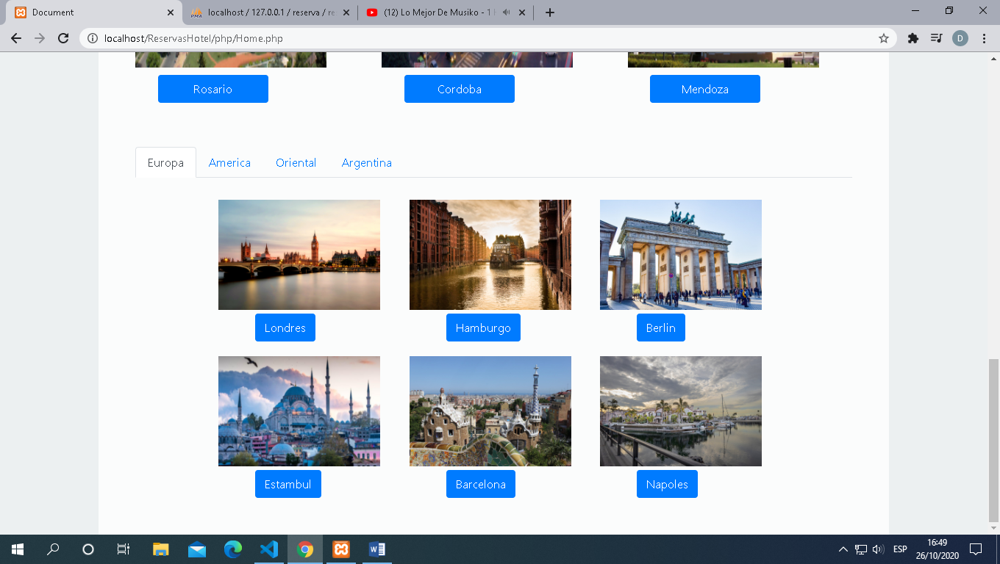 Document
localhost / 127.0.0.1 / reserva / re
(12) Lo Mejor De Musiko - 1
localhost/ReservasHotel/php/Home.php
D
Rosario
Cordoba
Mendoza
Europa
America
Oriental
Argentina
Londres
Hamburgo
Berlin
Estambul
Barcelona
Napoles
ESP
16:49
26/10/2020